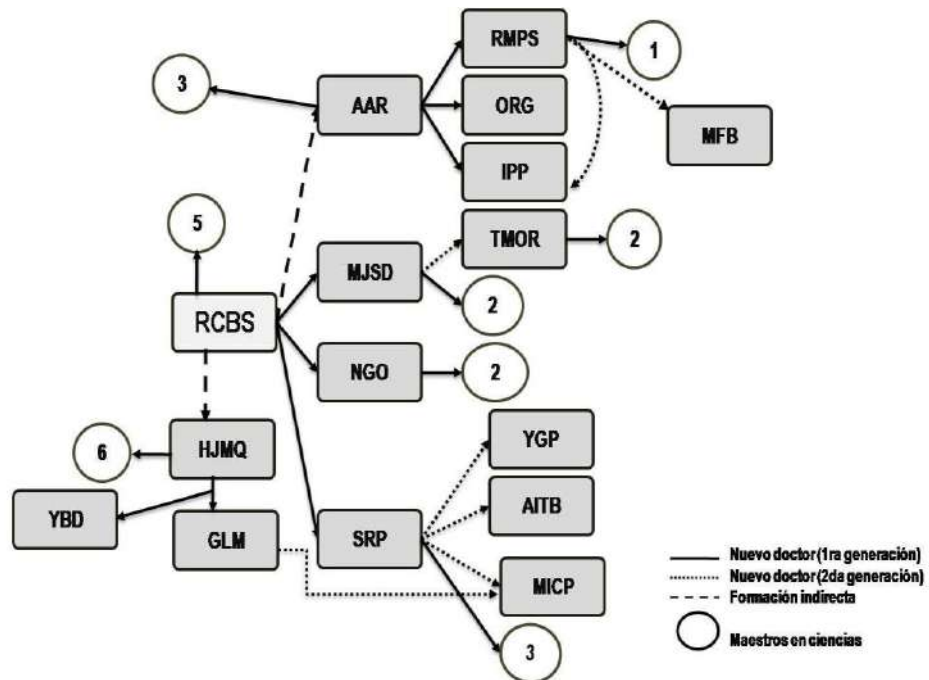 RMPS
1
3
AAR
ORG
MFB
IPP
5
TMOR
2
MJSD
2
RCBS
NGO
2
HJMQ
6
YGP
YBD
AITB
GLM
SRP
MICP
3
Nuevo doctor (1ra generación)
Nuevo doctor (2da generación)
Formación indirecta
Maestros en ciencias